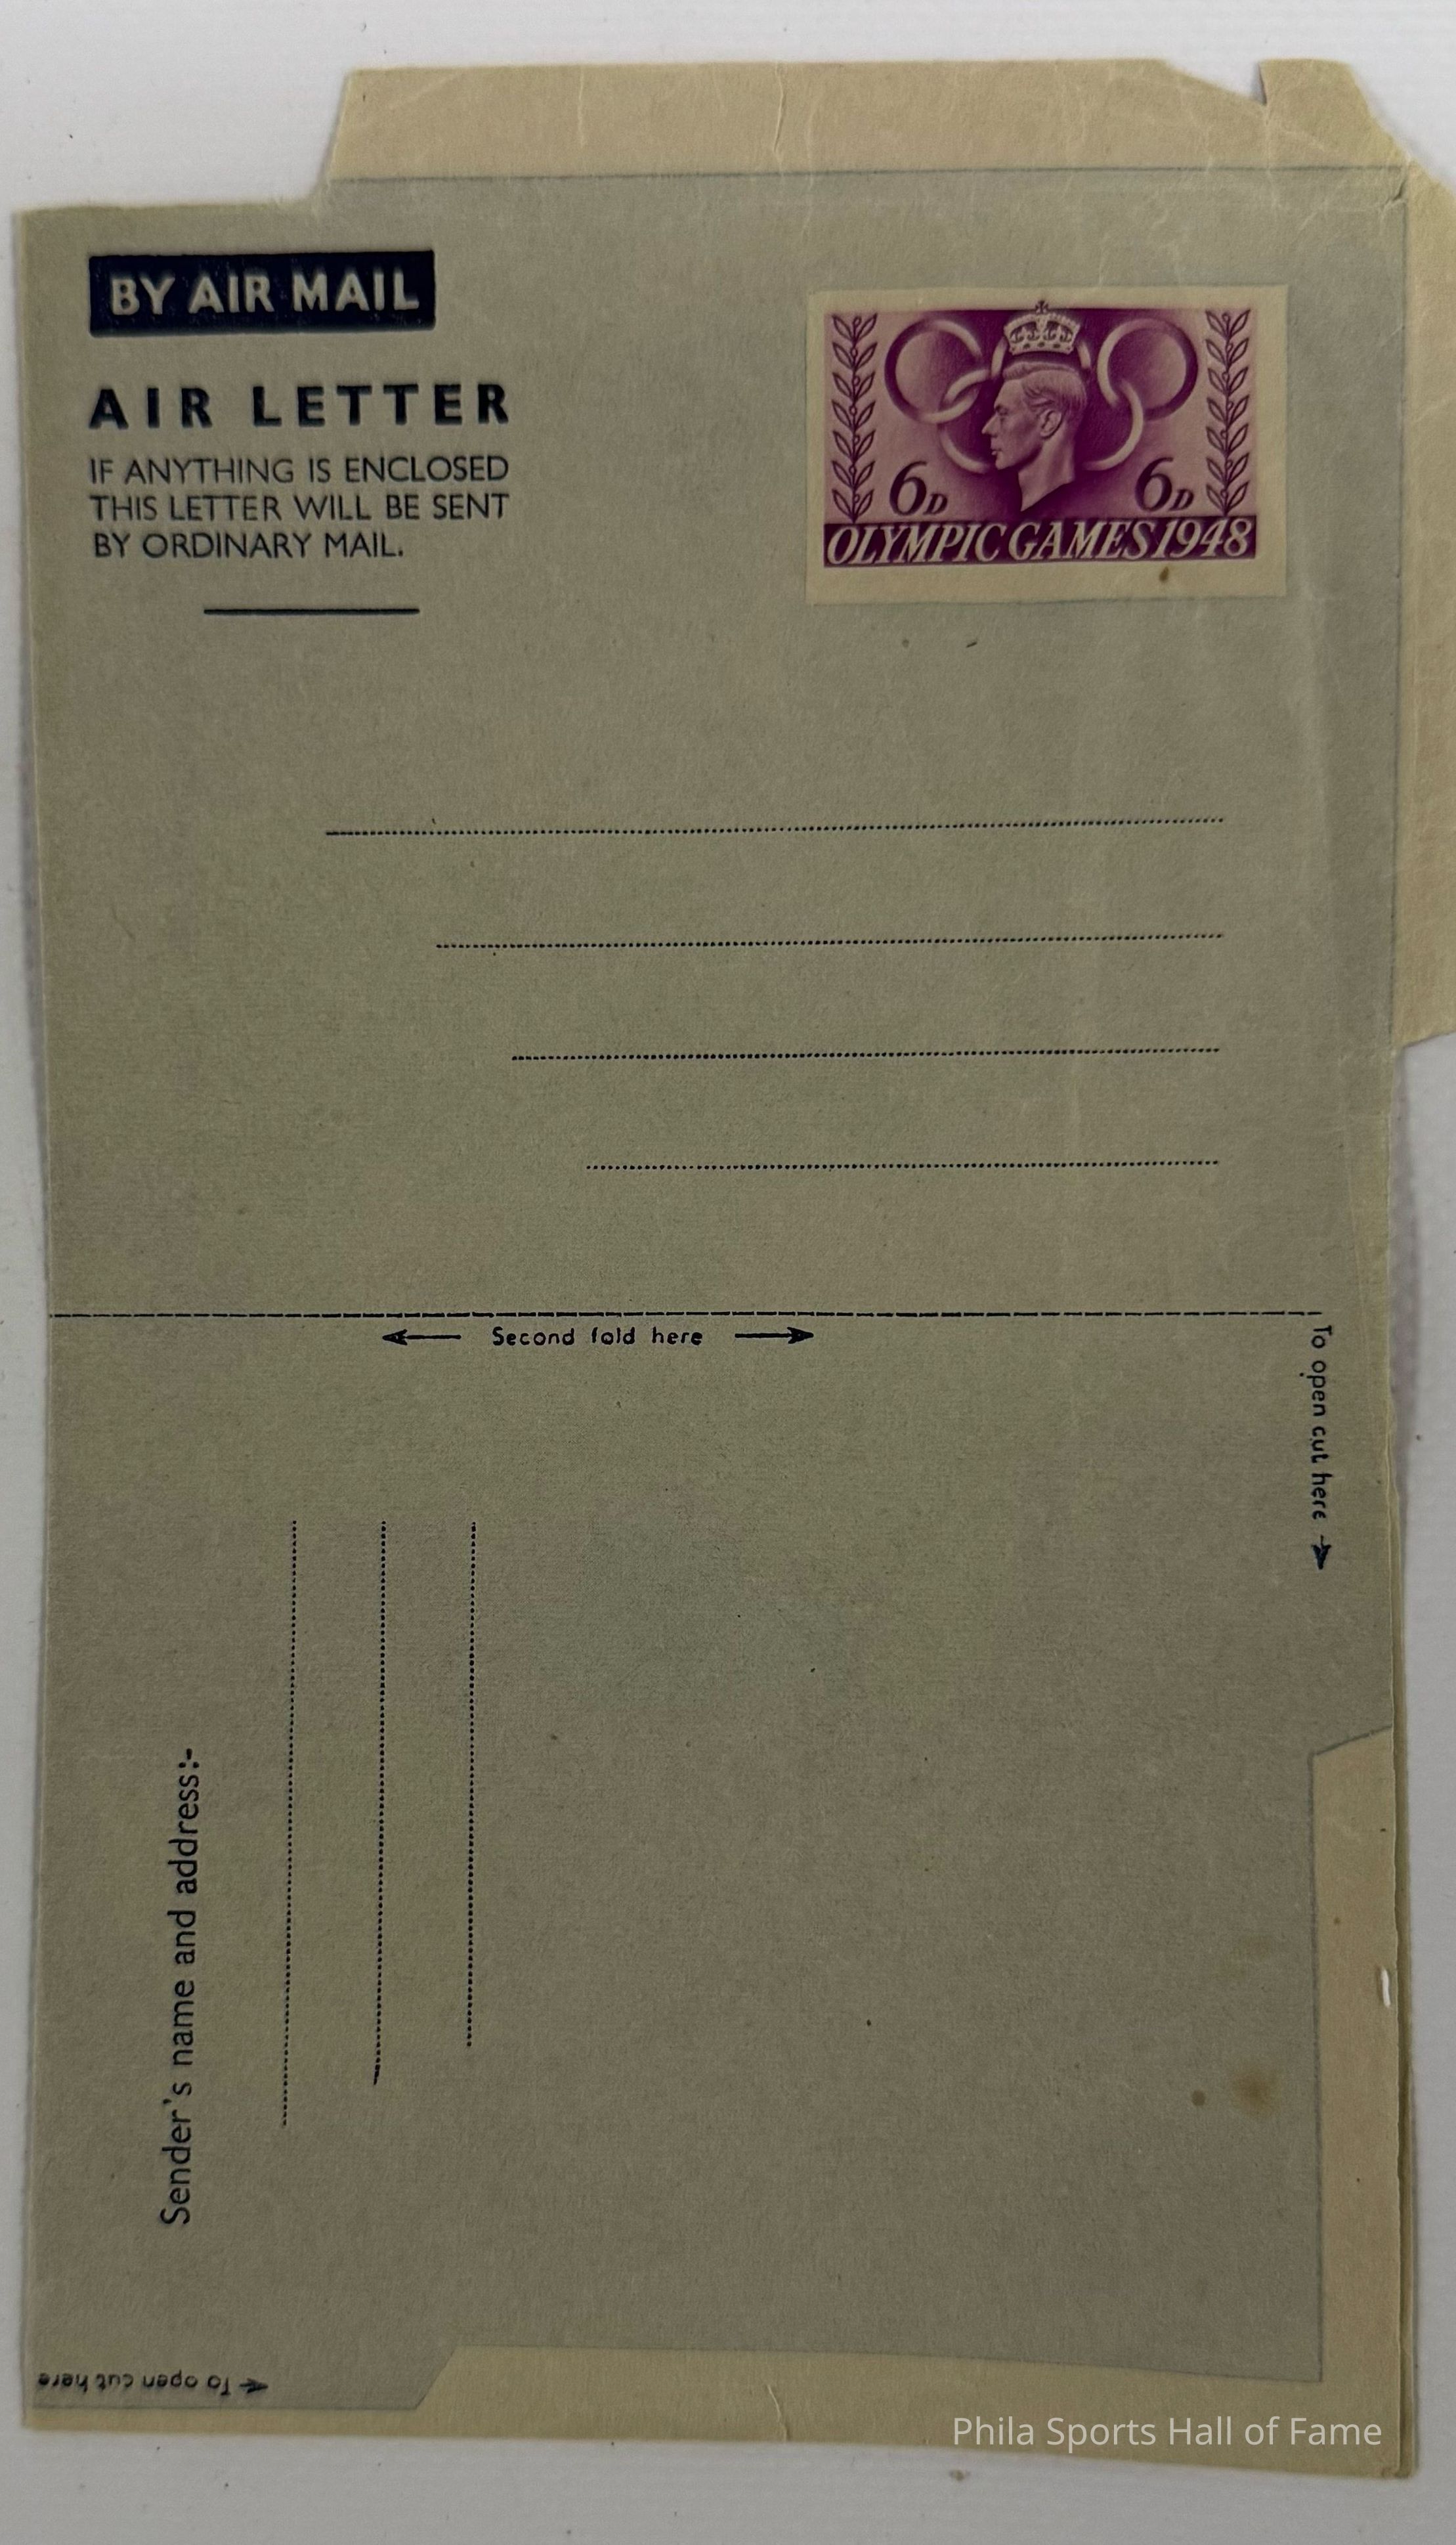 BY AIR MAIL
AIR LETTER
IF ANYTHING IS ENCLOSED
THIS LETTER WILL BE SENT
BY ORDINARY MAIL.
6D 6D
OLYMPIC GAMES 1948
Second fold here
To open cut here
Sender's name and address:-
To open cut here
Phila Sports Hall of Fame